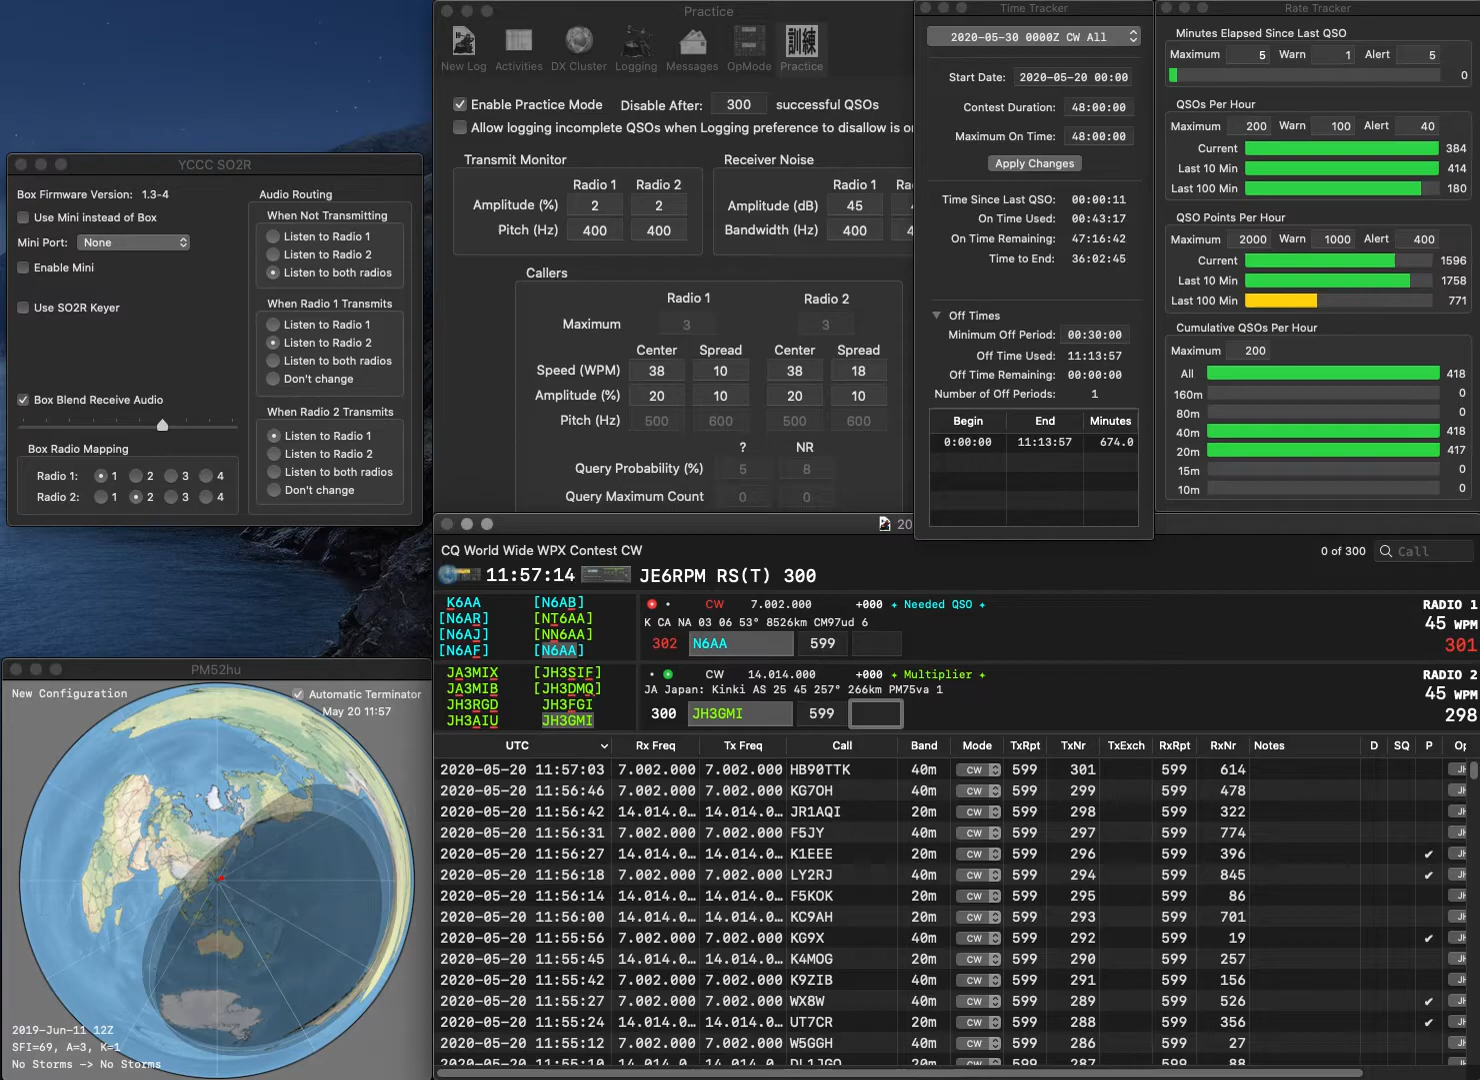 YCCC SO2R
Box Firmware Version: 1.3-4
Use Mini instead of Box
Mini Port: None
Enable Mini
Use SO2R Keyer
Box Blend Receive Audio
Box Radio Mapping
Radio 1: 1 2 3 4
Radio 2: 1 2 3 4
Audio Routing
When Not Transmitting
Listen to Radio 1
Listen to Radio 2
Listen to both radios
When Radio 1 Transmits
Listen to Radio 1
Listen to Radio 2
Listen to both radios
Don't change
When Radio 2 Transmits
Listen to Radio 1
Listen to Radio 2
Listen to both radios
Don't change
PM52hu
New Configuration
Automatic Terminator
May 20 11:57
2019-Jun-11 12Z
SFI=69, A=3, K=1
No Storms -> No Storms
Practice
New Log Activities DX Cluster Logging Messages OpMode 訓練 Practice
Enable Practice Mode Disable After: 300 successful QSOs
Allow logging incomplete QSOs when Logging preference to disallow is
Transmit Monitor
Radio 1 Radio 2
Amplitude (%) 2 2
Pitch (Hz) 400 400
Receiver Noise
Radio 1
Amplitude (dB) 45
Bandwidth (Hz) 400
Callers
Radio 1 Radio 2
Maximum 3 3
Center Spread Center Spread
Speed (WPM) 38 10 38 18
Amplitude (%) 20 10 20 10
Pitch (Hz) 500 600 500 600
? NR
Query Probability (%) 5 8
Query Maximum Count 0 0
Time Tracker
2020-05-30 0000Z CW All
Start Date: 2020-05-20 00:00
Contest Duration: 48:00:00
Maximum On Time: 48:00:00
Apply Changes
Time Since Last QSO: 00:00:11
On Time Used: 00:43:17
On Time Remaining: 47:16:42
Time to End: 36:02:45
Off Times
Minimum Off Period: 00:30:00
Off Time Used: 11:13:57
Off Time Remaining: 00:00:00
Number of Off Periods: 1
Begin End Minutes
0:00:00 11:13:57 674.0
Rate Tracker
Minutes Elapsed Since Last QSO
Maximum 5 Warn 1 Alert 5
0
QSOs Per Hour
Maximum 200 Warn 100 Alert 40
Current 384
Last 10 Min 414
Last 100 Min 180
QSO Points Per Hour
Maximum 2000 Warn 1000 Alert 400
Current 1596
Last 10 Min 1758
Last 100 Min 771
Cumulative QSOs Per Hour
Maximum 200
All 418
160m 0
80m 0
40m 418
20m 417
15m 0
10m 0
20
CQ World Wide WPX Contest CW 0 of 300 Call
11:57:14 JE6RPM RS(T) 300
K6AA [N6AB]
[N6AR] [NT6AA]
[N6AJ] [NN6AA]
[N6AF] [N6AA]
CW 7.002.000 +000 Needed QSO RADIO 1
K CA NA 03 06 53° 8526km CM97ud 6 45 WPM
302 N6AA 599 301
JA3MIX [JH3SIF]
JA3MIB [JH3DMQ]
JH3RGD JH3FGI
JH3AIU JH3GMI
CW 14.014.000 +000 Multiplier RADIO 2
JA Japan: Kinki AS 25 45 257° 266km PM75va 1 45 WPM
300 JH3GMI 599 298
UTC Rx Freq Tx Freq Call Band Mode TxRpt TxNr TxExch RxRpt RxNr Notes D SQ P
2020-05-20 11:57:03 7.002.000 7.002.000 HB90TTK 40m CW 599 301 599 614
2020-05-20 11:56:46 7.002.000 7.002.000 KG7OH 40m CW 599 299 599 478
2020-05-20 11:56:42 14.014.0… 14.014.0… JR1AQI 20m CW 599 298 599 322
2020-05-20 11:56:31 7.002.000 7.002.000 F5JY 40m CW 599 297 599 774
2020-05-20 11:56:27 14.014.0… 14.014.0… K1EEE 20m CW 599 296 599 396 ✓
2020-05-20 11:56:18 7.002.000 7.002.000 LY2RJ 40m CW 599 294 599 845 ✓
2020-05-20 11:56:14 14.014.0… 14.014.0… F5KOK 20m CW 599 295 599 86
2020-05-20 11:56:00 14.014.0… 14.014.0… KC9AH 20m CW 599 293 599 701
2020-05-20 11:55:56 7.002.000 7.002.000 KG9X 40m CW 599 292 599 19 ✓
2020-05-20 11:55:45 14.014.0… 14.014.0… K4MOG 20m CW 599 290 599 257
2020-05-20 11:55:42 7.002.000 7.002.000 K9ZIB 40m CW 599 291 599 156
2020-05-20 11:55:27 7.002.000 7.002.000 WX8W 40m CW 599 289 599 526 ✓
2020-05-20 11:55:24 14.014.0… 14.014.0… UT7CR 20m CW 599 288 599 356 ✓
2020-05-20 11:55:12 7.002.000 7.002.000 W5GGH 40m CW 599 286 599 27